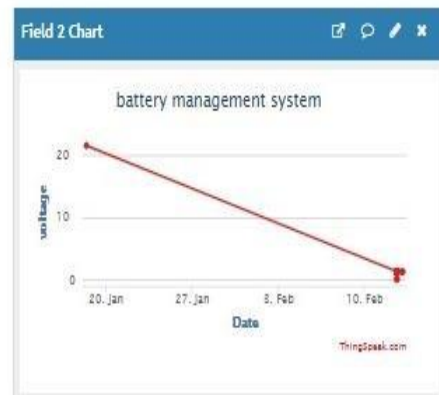 Field 2 Chart
battery management system
voltage
20
10
0
20. Jan
27. Jan
3. Feb
10. Feb
Date
ThingSpeak.com